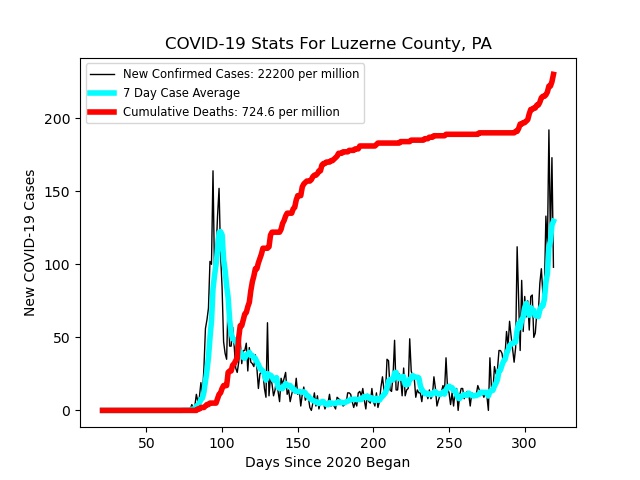 COVID-19 Stats For Luzerne County, PA
New Confirmed Cases: 22200 per million
7 Day Case Average
Cumulative Deaths: 724.6 per million
New COVID-19 Cases
200
150
100
50
0
50 100 150 200 250 300
Days Since 2020 Began